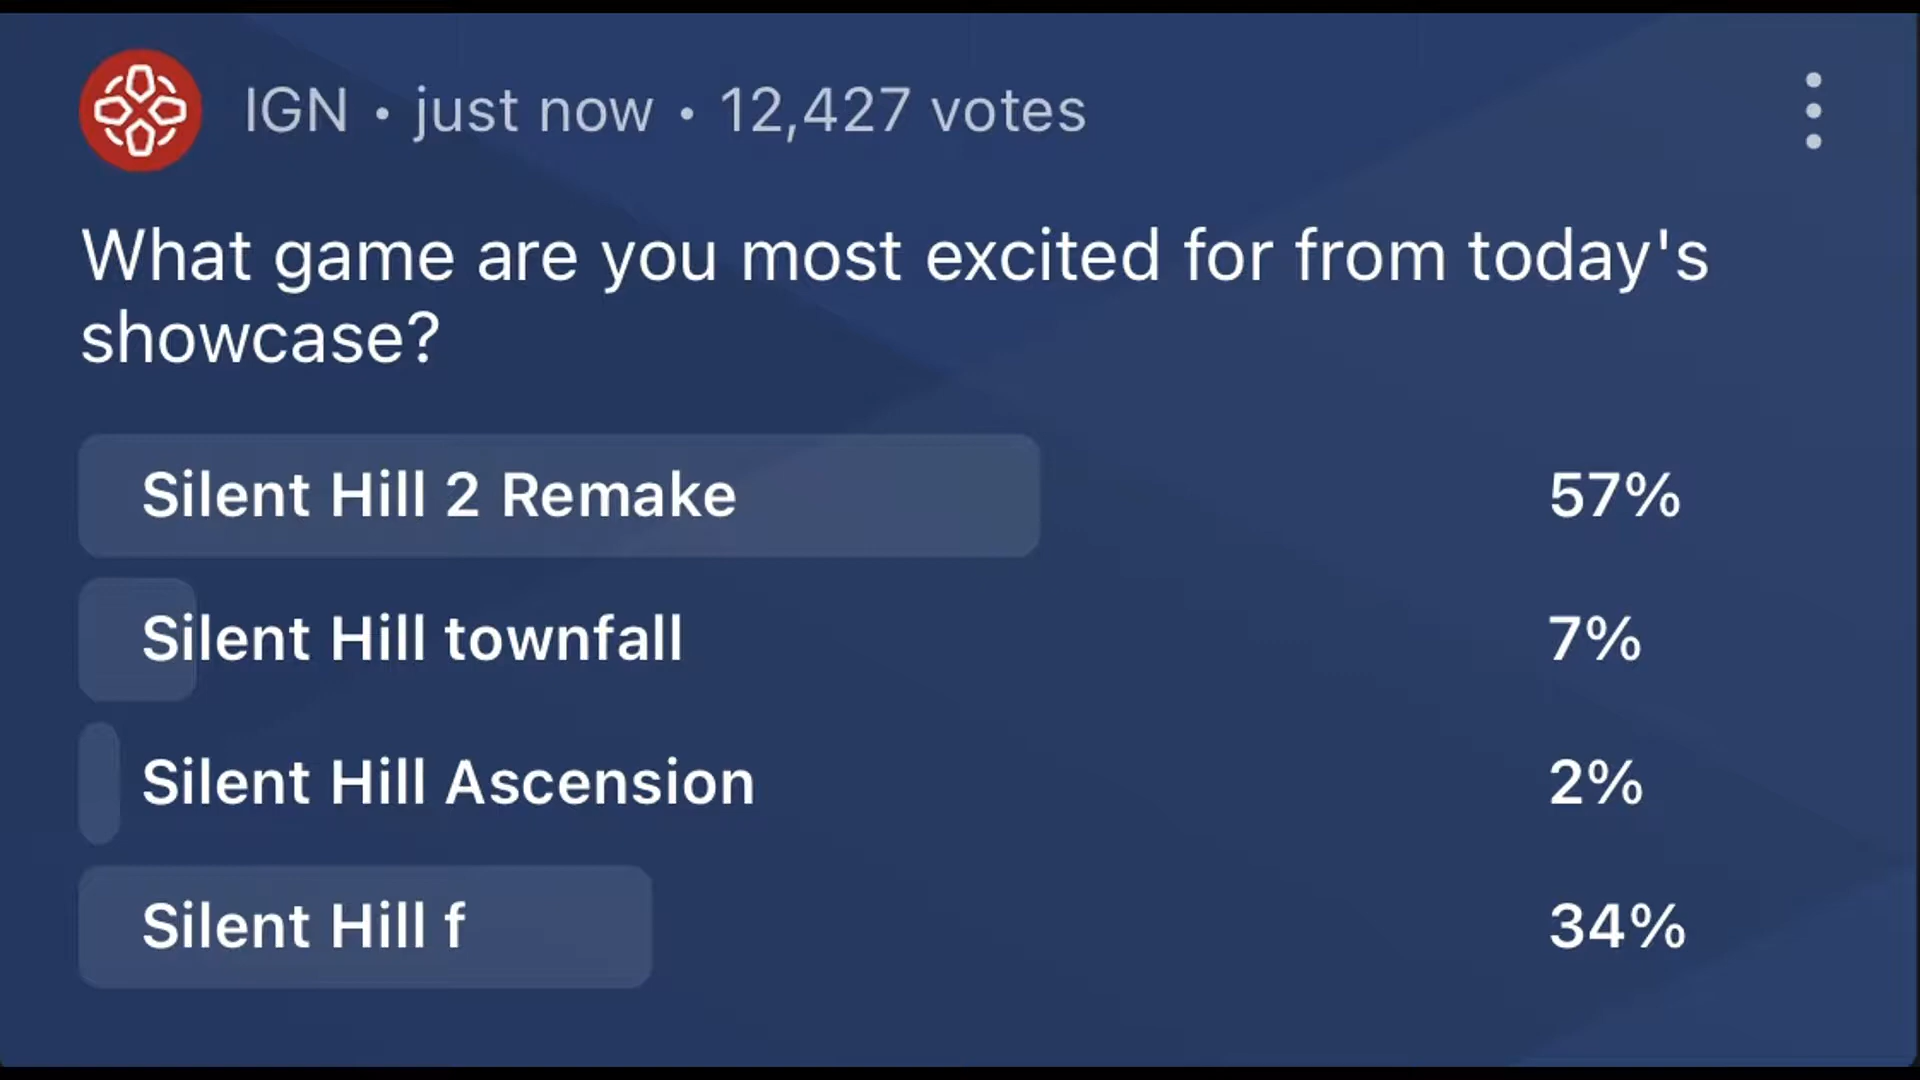 IGN • just now • 12,427 votes
What game are you most excited for from today's
showcase?
Silent Hill 2 Remake 57%
Silent Hill townfall 7%
Silent Hill Ascension 2%
Silent Hill f 34%